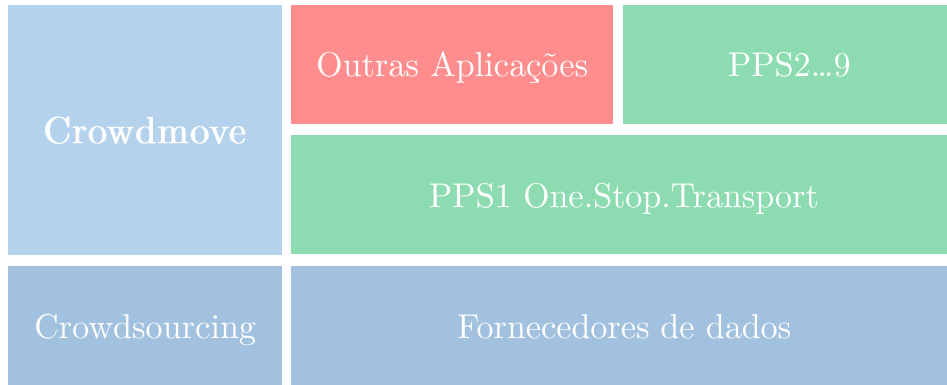 Outras Aplicações
PPS2...9
Crowdmove
PPS1 One.Stop.Transport
Crowdsourcing
Fornecedores de dados